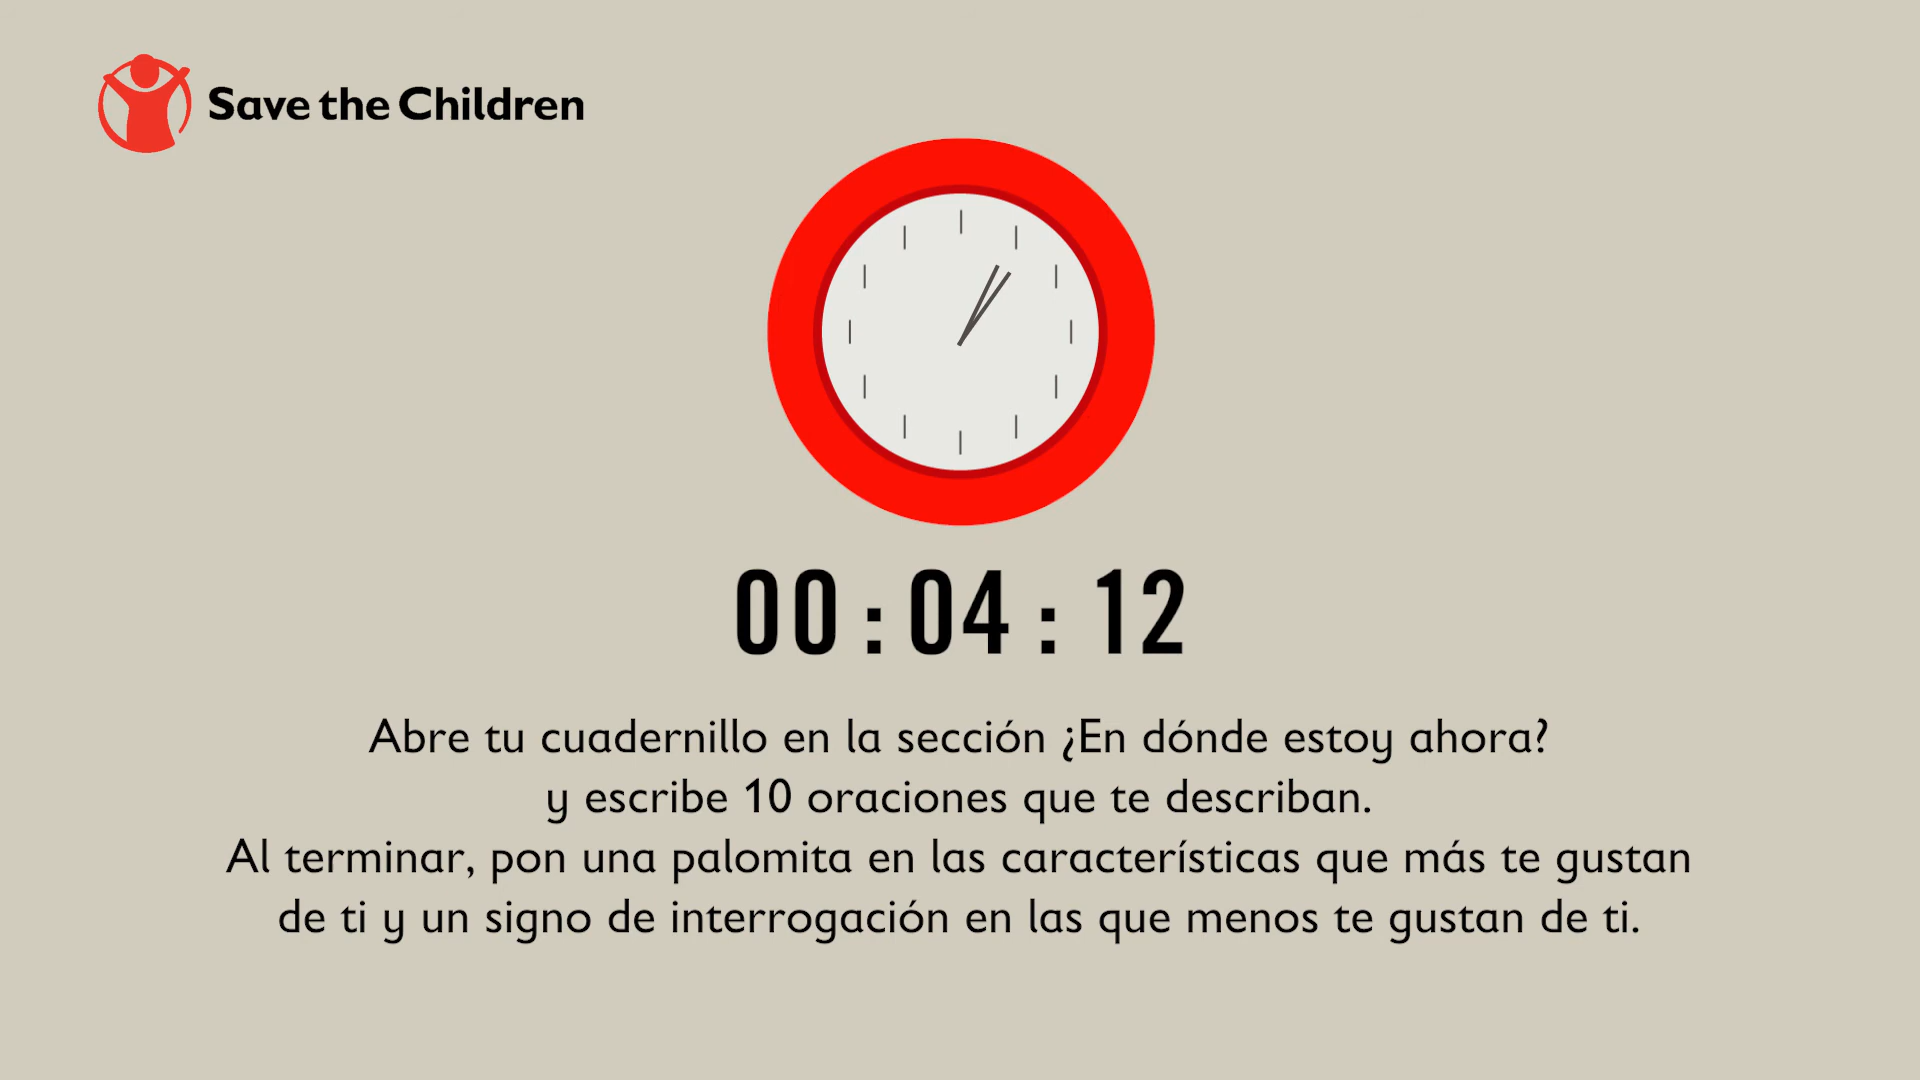 Save the Children
00:04:12
Abre tu cuadernillo en la sección ¿En dónde estoy ahora?
y escribe 10 oraciones que te describan.
Al terminar, pon una palomita en las características que más te gustan
de ti y un signo de interrogación en las que menos te gustan de ti.